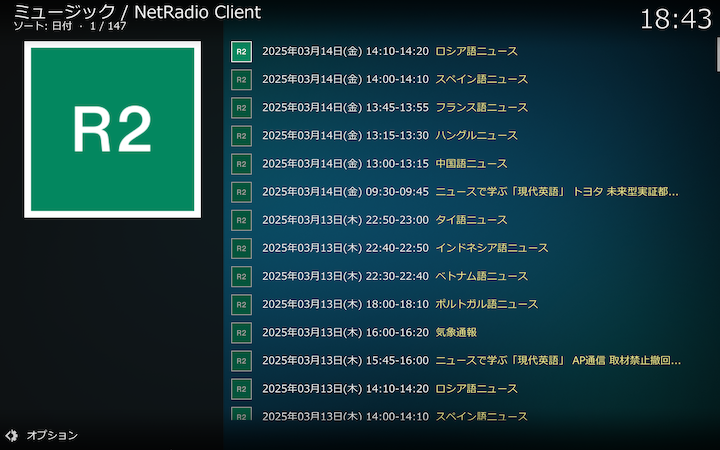 ミュージック / NetRadio Client
ソート: 日付 · 1 / 147
18:43
R2
R2 2025年03月14日(金) 14:10-14:20 ロシア語ニュース
R2 2025年03月14日(金) 14:00-14:10 スペイン語ニュース
R2 2025年03月14日(金) 13:45-13:55 フランス語ニュース
R2 2025年03月14日(金) 13:15-13:30 ハングルニュース
R2 2025年03月14日(金) 13:00-13:15 中国語ニュース
R2 2025年03月14日(金) 09:30-09:45 ニュースで学ぶ「現代英語」 トヨタ 未来型実証都...
R2 2025年03月13日(木) 22:50-23:00 タイ語ニュース
R2 2025年03月13日(木) 22:40-22:50 インドネシア語ニュース
R2 2025年03月13日(木) 22:30-22:40 ベトナム語ニュース
R2 2025年03月13日(木) 18:00-18:10 ポルトガル語ニュース
R2 2025年03月13日(木) 16:00-16:20 気象通報
R2 2025年03月13日(木) 15:45-16:00 ニュースで学ぶ「現代英語」 AP通信 取材禁止撤回...
R2 2025年03月13日(木) 14:10-14:20 ロシア語ニュース
R2 2025年03月13日(木) 14:00-14:10 スペイン語ニュース
オプション